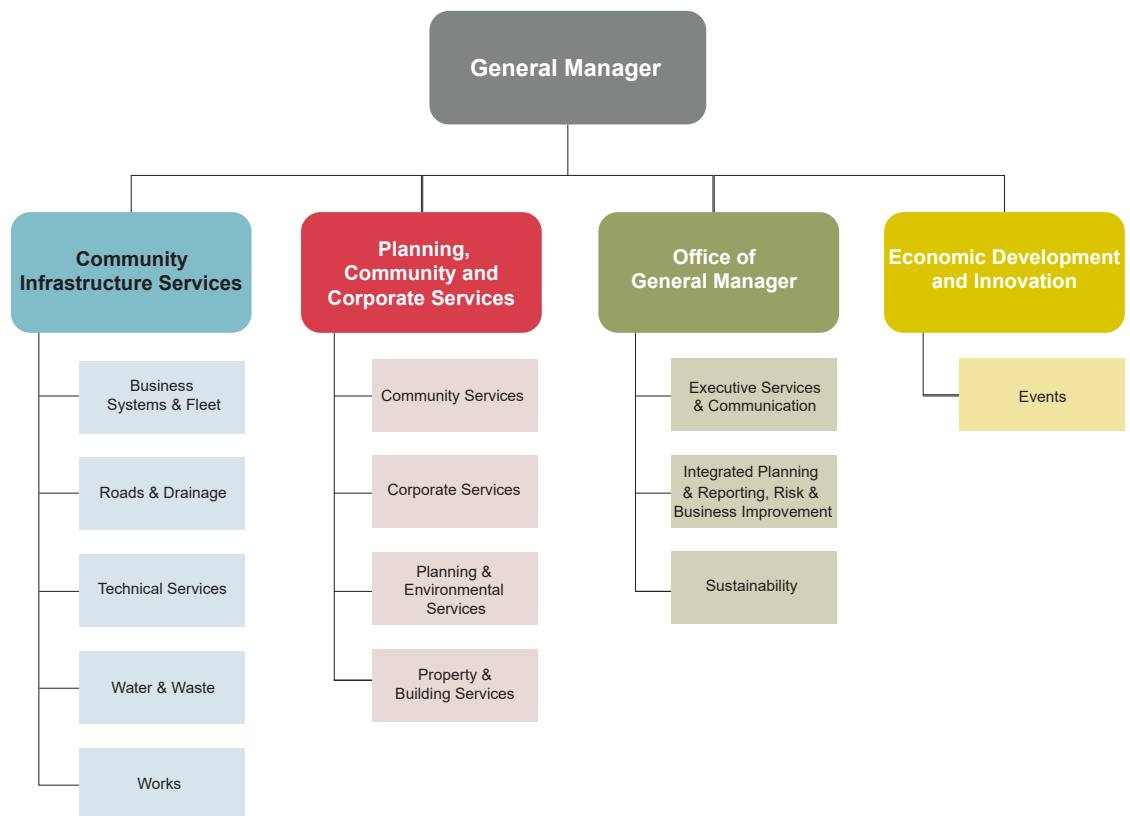 General Manager
Community
Infrastructure Services
Planning,
Community and
Corporate Services
Office of
General Manager
Economic Development
and Innovation
Business
Systems & Fleet
Roads & Drainage
Technical Services
Water & Waste
Works
Community Services
Corporate Services
Planning &
Environmental
Services
Property &
Building Services
Executive Services
& Communication
Integrated Planning
& Reporting, Risk &
Business Improvement
Sustainability
Events